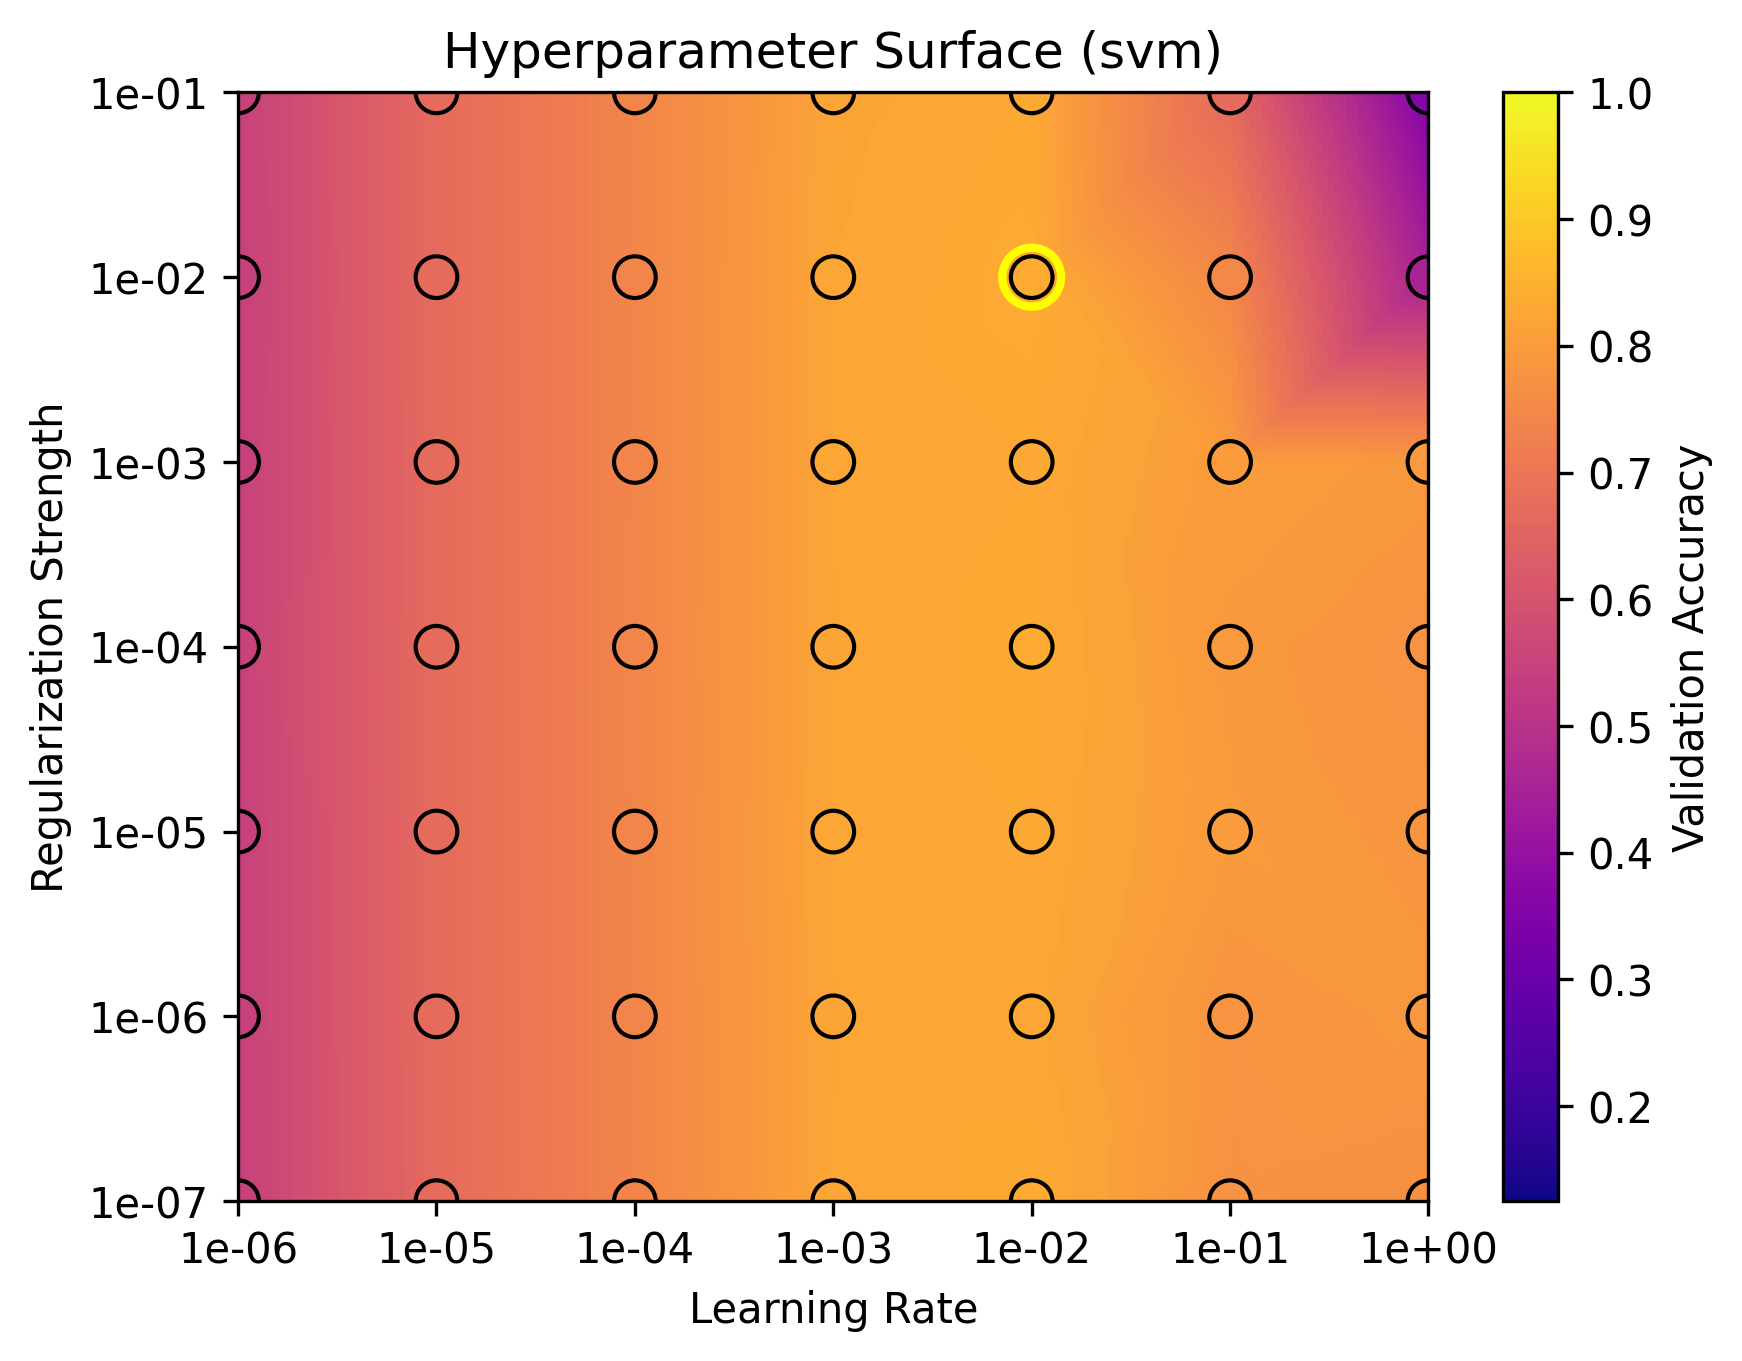 Hyperparameter Surface (svm)
1e-01
1e-02
1e-03
1e-04
1e-05
1e-06
1e-07
Regularization Strength
1e-06 1e-05 1e-04 1e-03 1e-02 1e-01 1e+00
Learning Rate
1.0
0.9
0.8
0.7
0.6
0.5
0.4
0.3
0.2
Validation Accuracy